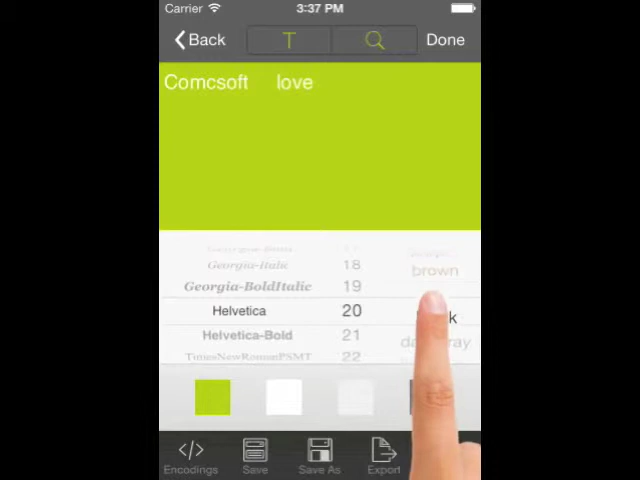 Carrier 3:37 PM
Back T Done
Comcsoft love
Georgia-Italic 18
brown
Georgia-BoldItalic 19
Helvetica 20
Helvetica-Bold 21
TimesNewRomanPSMT 22
Encodings Save Save As Export